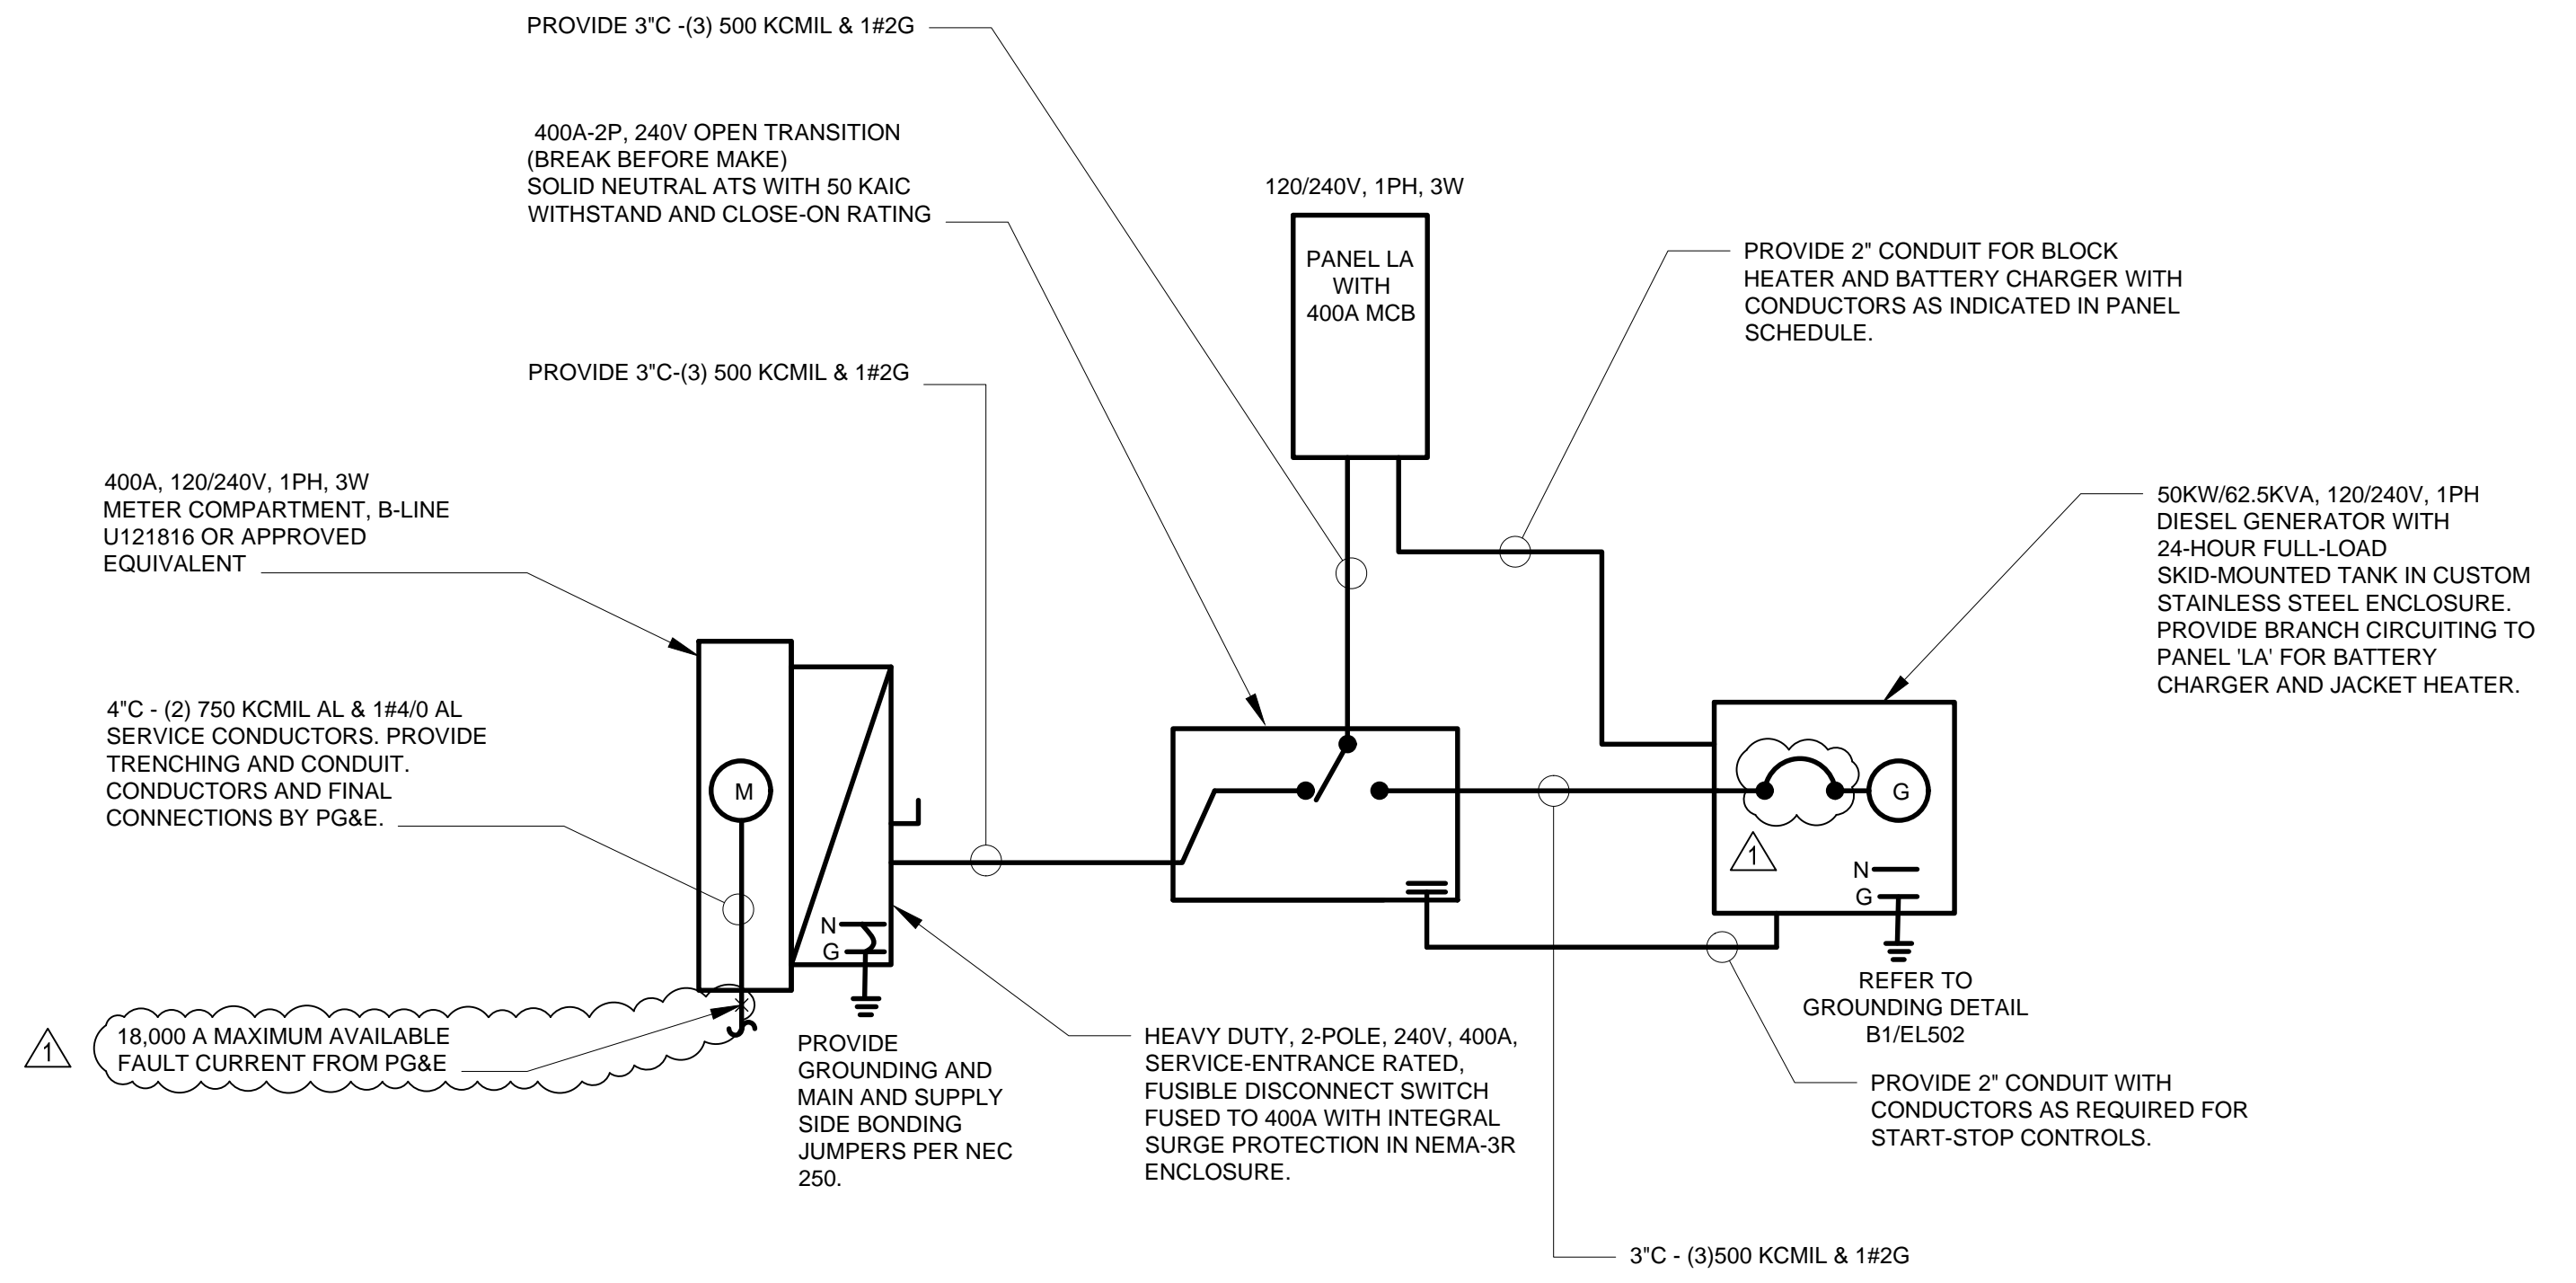 PROVIDE 3"C -(3) 500 KCMIL & 1#2G
400A-2P, 240V OPEN TRANSITION
(BREAK BEFORE MAKE)
SOLID NEUTRAL ATS WITH 50 KAIC
WITHSTAND AND CLOSE-ON RATING
120/240V, 1PH, 3W
PANEL LA
WITH
400A MCB
PROVIDE 2" CONDUIT FOR BLOCK
HEATER AND BATTERY CHARGER WITH
CONDUCTORS AS INDICATED IN PANEL
SCHEDULE.
PROVIDE 3"C-(3) 500 KCMIL & 1#2G
400A, 120/240V, 1PH, 3W
METER COMPARTMENT, B-LINE
U121816 OR APPROVED
EQUIVALENT
50KW/62.5KVA, 120/240V, 1PH
DIESEL GENERATOR WITH
24-HOUR FULL-LOAD
SKID-MOUNTED TANK IN CUSTOM
STAINLESS STEEL ENCLOSURE.
PROVIDE BRANCH CIRCUITING TO
PANEL 'LA' FOR BATTERY
CHARGER AND JACKET HEATER.
4"C - (2) 750 KCMIL AL & 1#4/0 AL
SERVICE CONDUCTORS. PROVIDE
TRENCHING AND CONDUIT.
CONDUCTORS AND FINAL
CONNECTIONS BY PG&E.
M
G
1
N
G
N
G
REFER TO
GROUNDING DETAIL
B1/EL502
1
18,000 A MAXIMUM AVAILABLE
FAULT CURRENT FROM PG&E
PROVIDE
GROUNDING AND
MAIN AND SUPPLY
SIDE BONDING
JUMPERS PER NEC
250.
HEAVY DUTY, 2-POLE, 240V, 400A,
SERVICE-ENTRANCE RATED,
FUSIBLE DISCONNECT SWITCH
FUSED TO 400A WITH INTEGRAL
SURGE PROTECTION IN NEMA-3R
ENCLOSURE.
PROVIDE 2" CONDUIT WITH
CONDUCTORS AS REQUIRED FOR
START-STOP CONTROLS.
3"C - (3)500 KCMIL & 1#2G